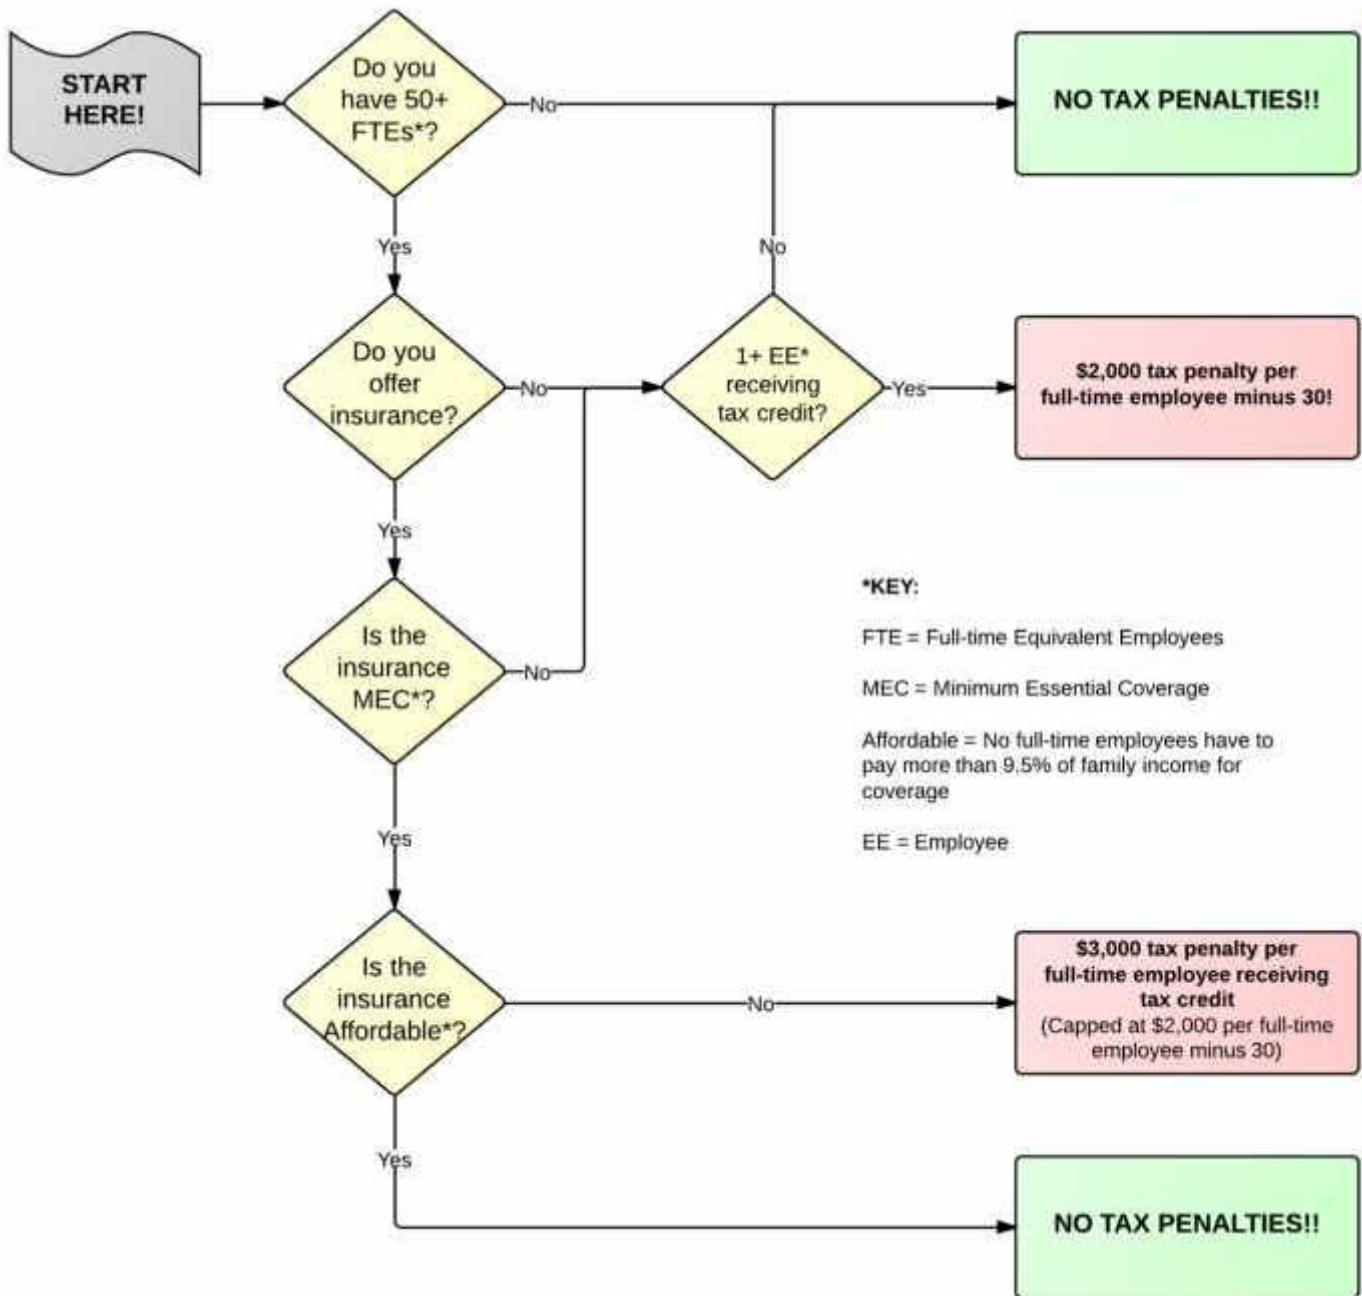 START
HERE!
Do you
have 50+
FTEs*?
No
NO TAX PENALTIES!!
Yes
No
Do you
offer
insurance?
No
1+ EE*
receiving
tax credit?
Yes
$2,000 tax penalty per
full-time employee minus 30!
Yes
Is the
insurance
MEC*?
No
*KEY:
FTE = Full-time Equivalent Employees
MEC = Minimum Essential Coverage
Affordable = No full-time employees have to
pay more than 9.5% of family income for
coverage
EE = Employee
Yes
Is the
insurance
Affordable*?
No
$3,000 tax penalty per
full-time employee receiving
tax credit
(Capped at $2,000 per full-time
employee minus 30)
Yes
NO TAX PENALTIES!!